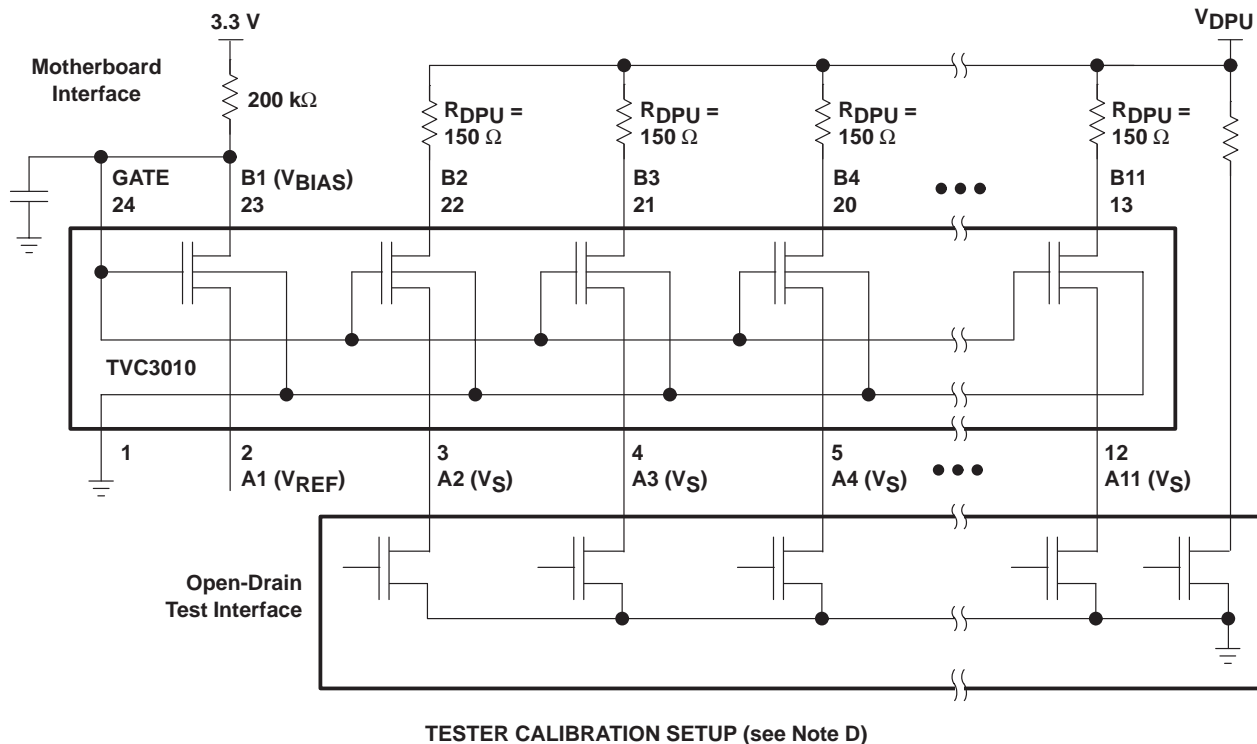 3.3 V
VDPU
Motherboard
Interface
200 kΩ
RDPU =
150 Ω
RDPU =
150 Ω
RDPU =
150 Ω
RDPU =
150 Ω
GATE
24
B1 (VBIAS)
23
B2
22
B3
21
B4
20
•••
B11
13
TVC3010
1
2
A1 (VREF)
3
A2 (VS)
4
A3 (VS)
5
A4 (VS)
•••
12
A11 (VS)
Open-Drain
Test Interface
TESTER CALIBRATION SETUP (see Note D)